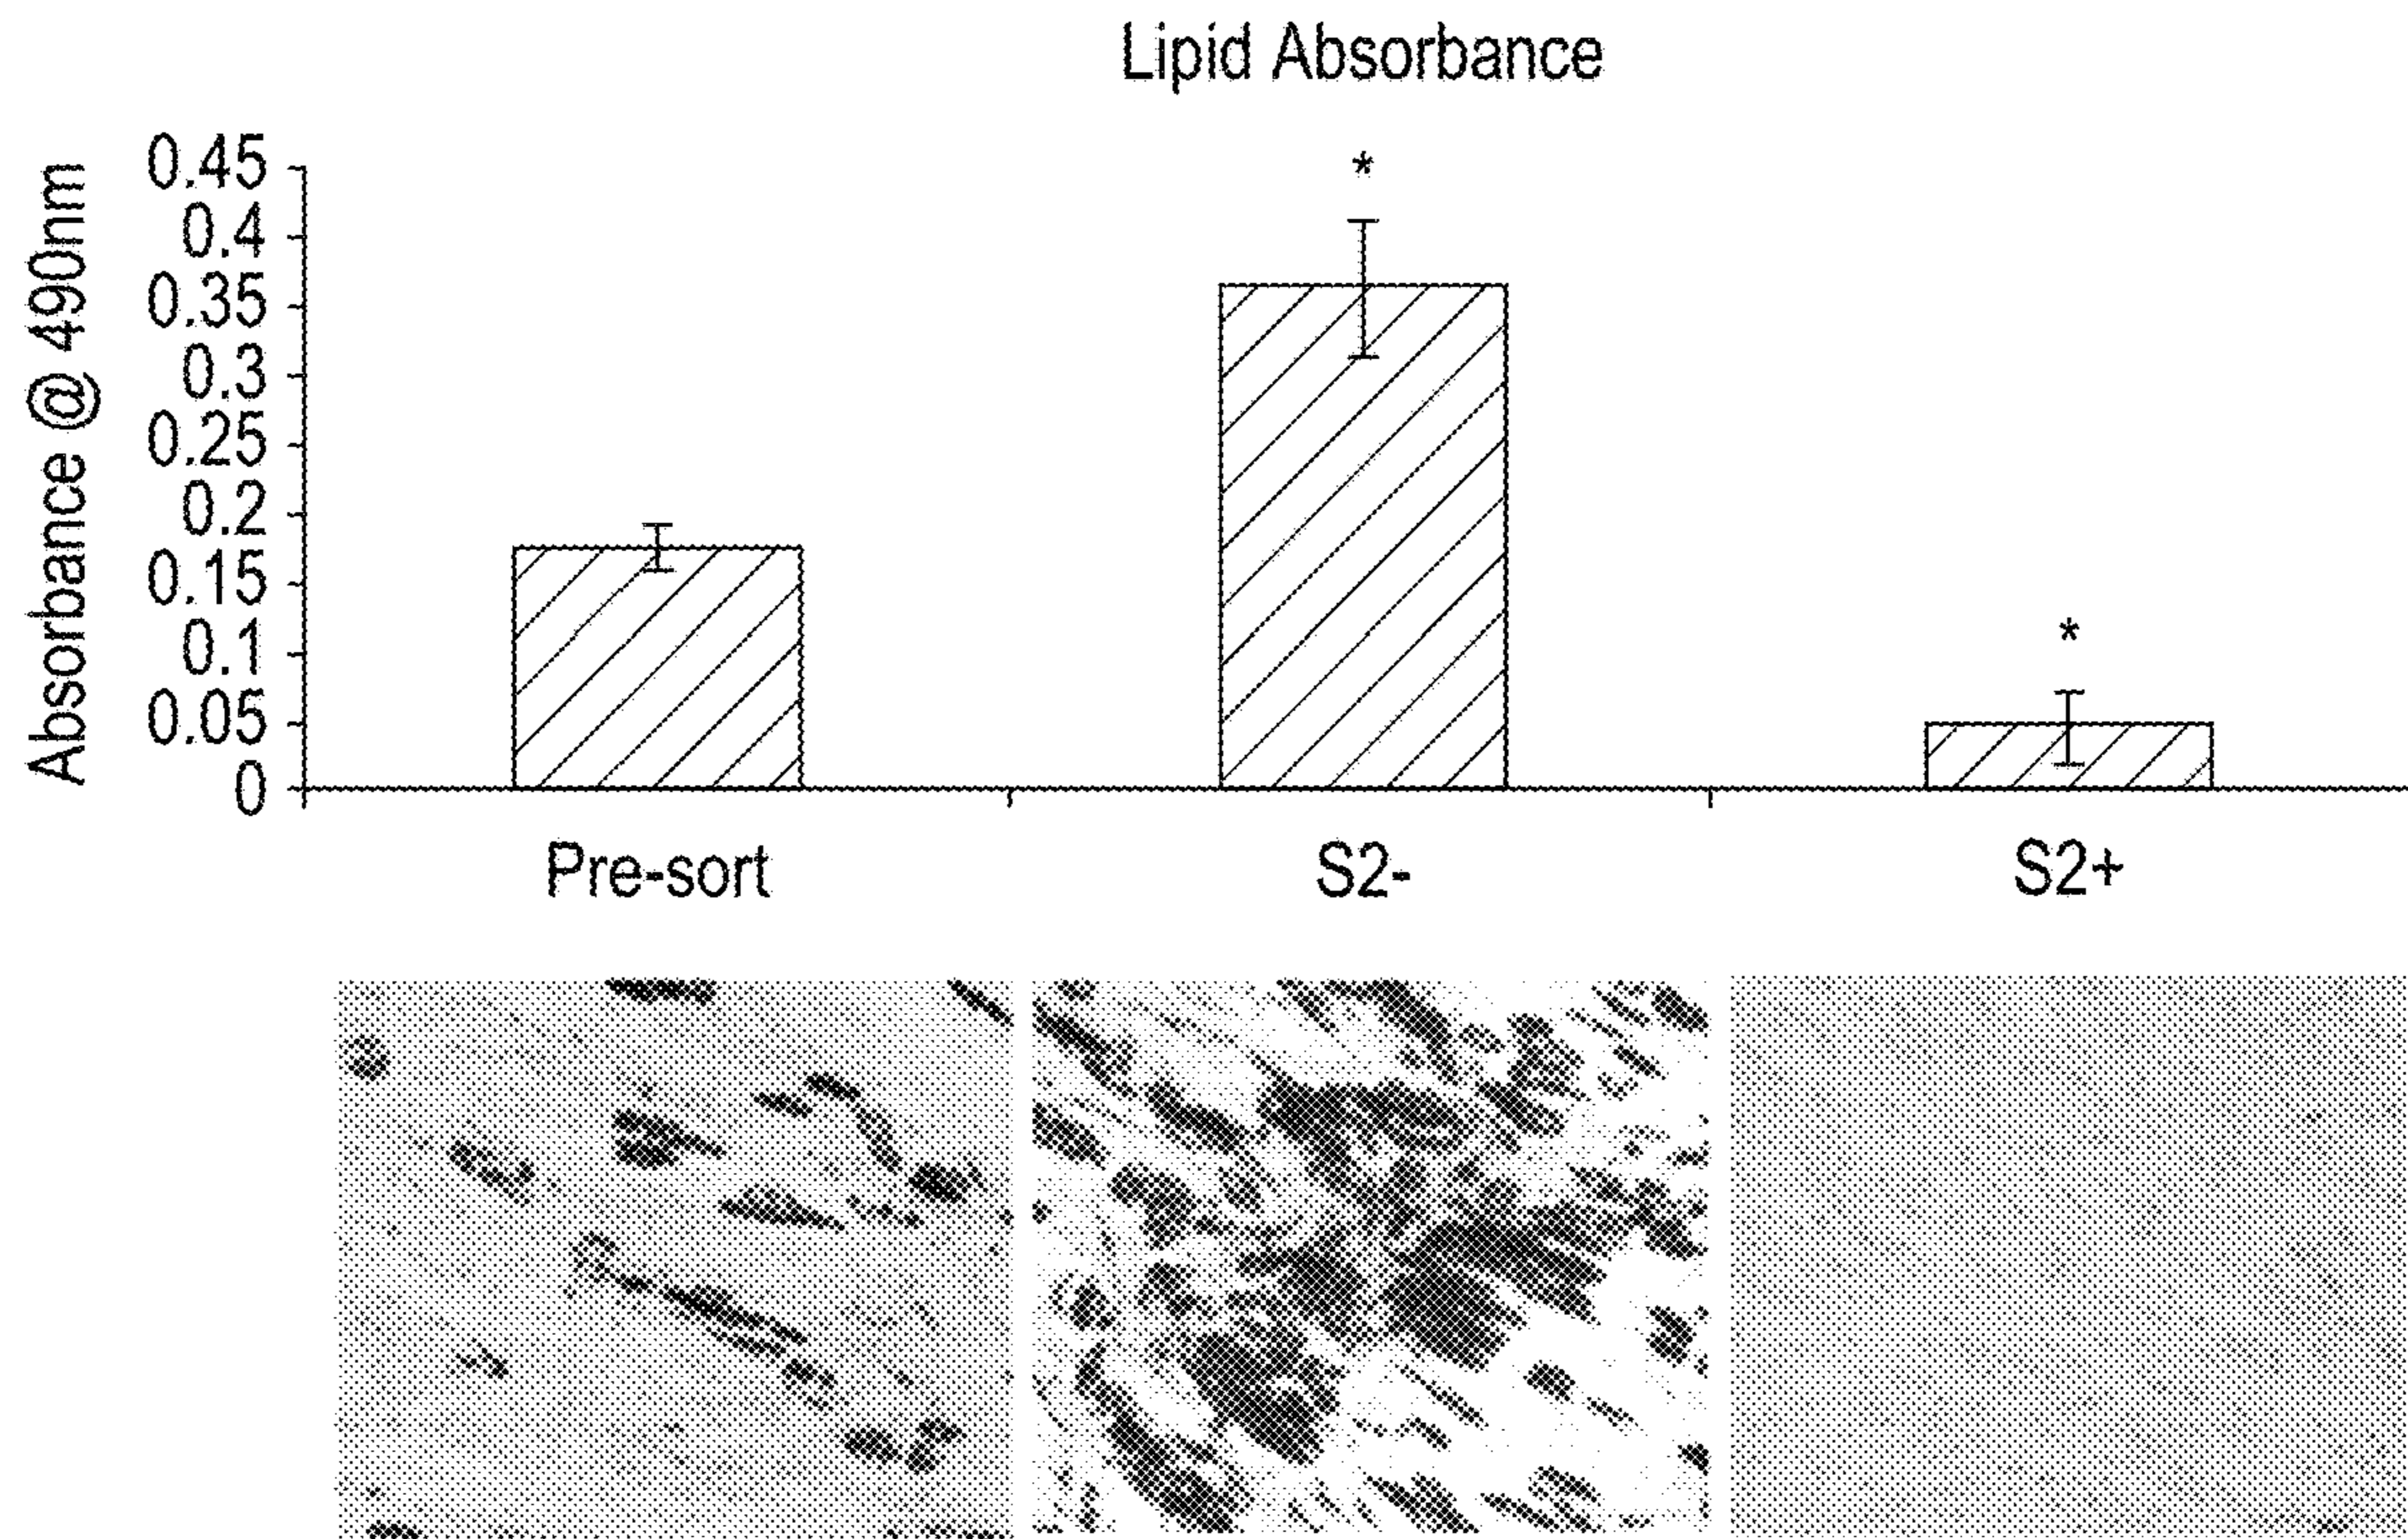 Lipid Absorbance
Absorbance @ 490nm
0.45
0.4
0.35
0.3
0.25
0.2
0.15
0.1
0.05
0
*
*
Pre-sort
S2-
S2+